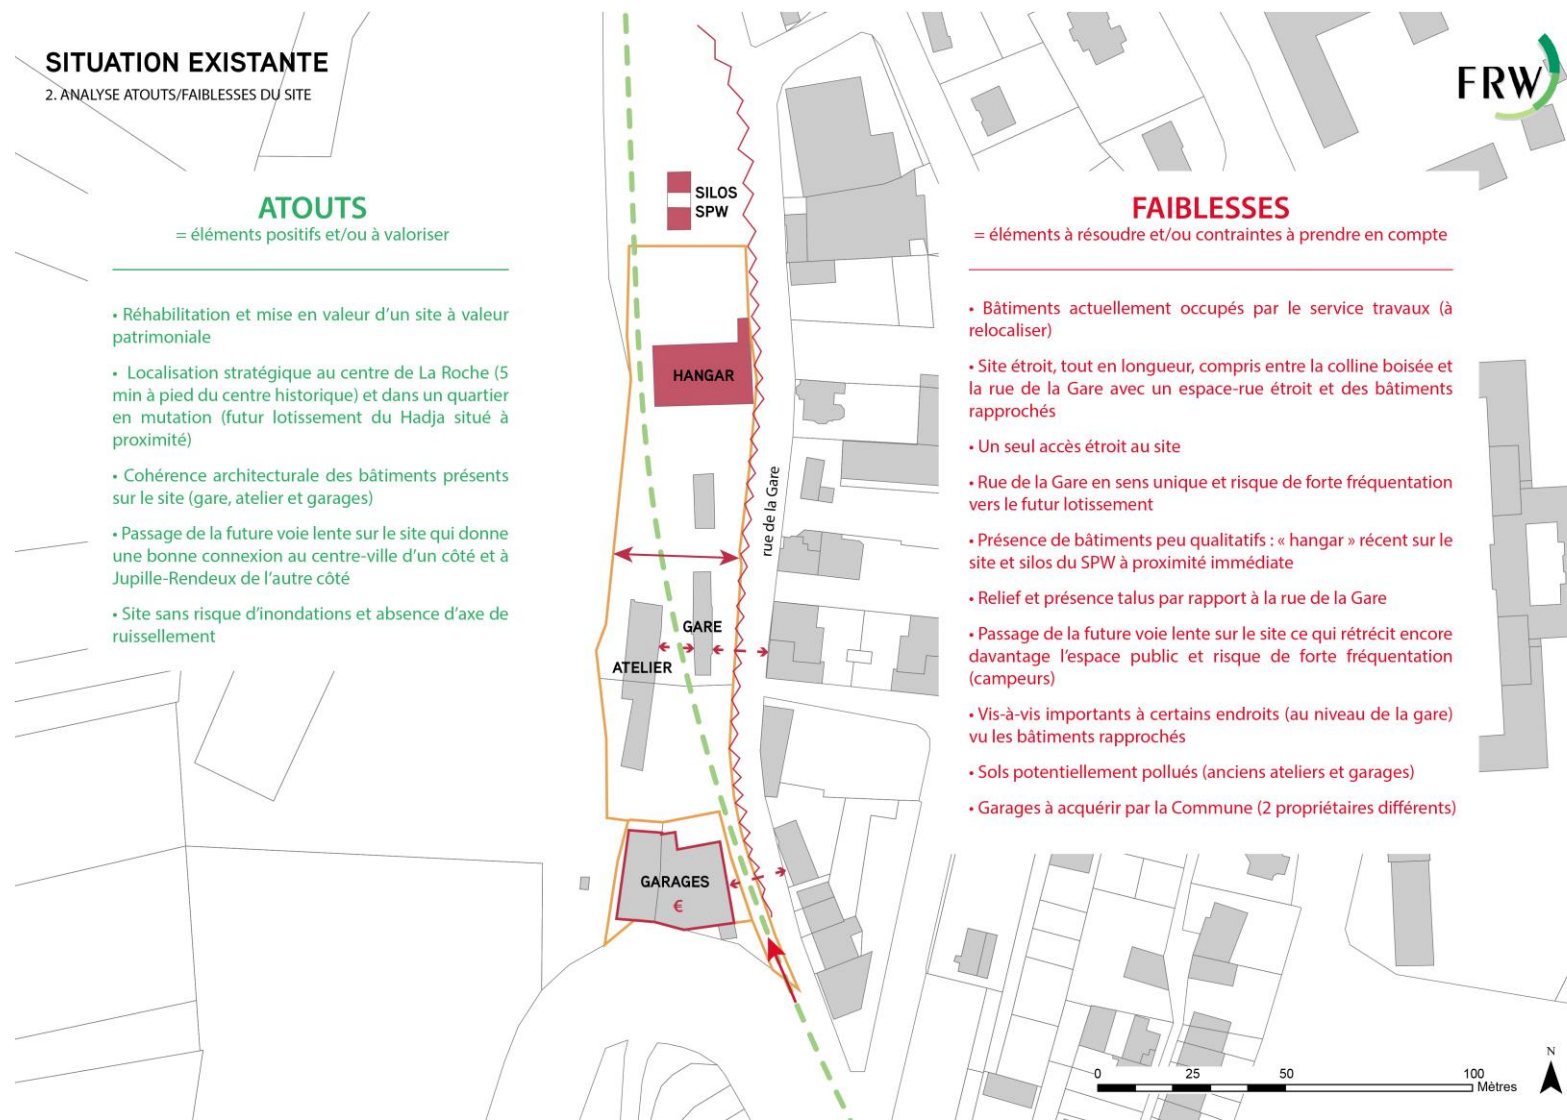 SITUATION EXISTANTE
2. ANALYSE ATOUTS/FAIBLESSES DU SITE
FRW
ATOUTS
= éléments positifs et/ou à valoriser
• Réhabilitation et mise en valeur d'un site à valeur
patrimoniale
• Localisation stratégique au centre de La Roche (5
min à pied du centre historique) et dans un quartier
en mutation (futur lotissement du Hadja situé à
proximité)
• Cohérence architecturale des bâtiments présents
sur le site (gare, atelier et garages)
• Passage de la future voie lente sur le site qui donne
une bonne connexion au centre-ville d'un côté et à
Jupille-Rendeux de l'autre côté
• Site sans risque d'inondations et absence d'axe de
ruissellement
SILOS
SPW
HANGAR
rue de la Gare
GARE
ATELIER
GARAGES
€
FAIBLESSES
= éléments à résoudre et/ou contraintes à prendre en compte
• Bâtiments actuellement occupés par le service travaux (à
relocaliser)
• Site étroit, tout en longueur, compris entre la colline boisée et
la rue de la Gare avec un espace-rue étroit et des bâtiments
rapprochés
• Un seul accès étroit au site
• Rue de la Gare en sens unique et risque de forte fréquentation
vers le futur lotissement
• Présence de bâtiments peu qualitatifs : « hangar » récent sur le
site et silos du SPW à proximité immédiate
• Relief et présence talus par rapport à la rue de la Gare
• Passage de la future voie lente sur le site ce qui rétrécit encore
davantage l'espace public et risque de forte fréquentation
(campeurs)
• Vis-à-vis importants à certains endroits (au niveau de la gare)
vu les bâtiments rapprochés
• Sols potentiellement pollués (anciens ateliers et garages)
• Garages à acquérir par la Commune (2 propriétaires différents)
0 25 50 100
Mètres
N